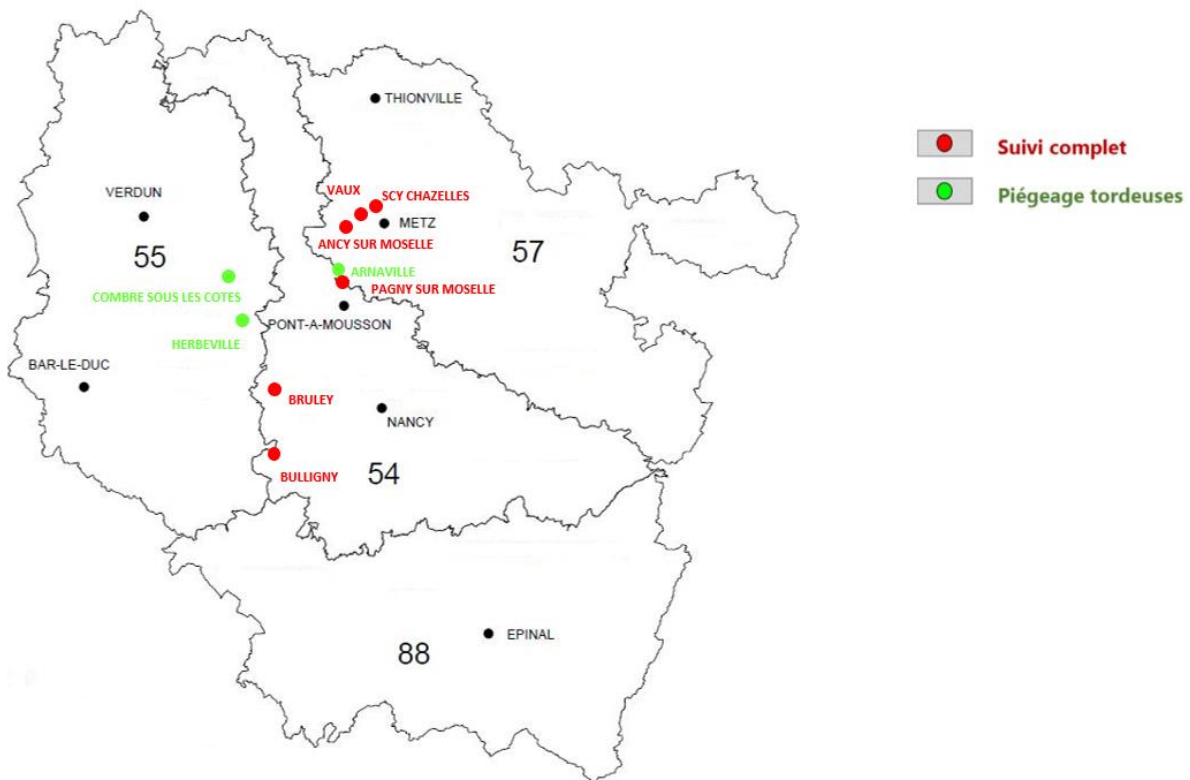 THIONVILLE
Suivi complet
Piégeage tordeuses
VERDUN
VAUX
SCY CHAZELLES
METZ
ANCY SUR MOSELLE
55
57
ARNAVILLE
COMBRE SOUS LES COTES
PAGNY SUR MOSELLE
PONT-A-MOUSSON
HERBEVILLE
BAR-LE-DUC
BRULEY
NANCY
BULLIGNY
54
88
EPINAL